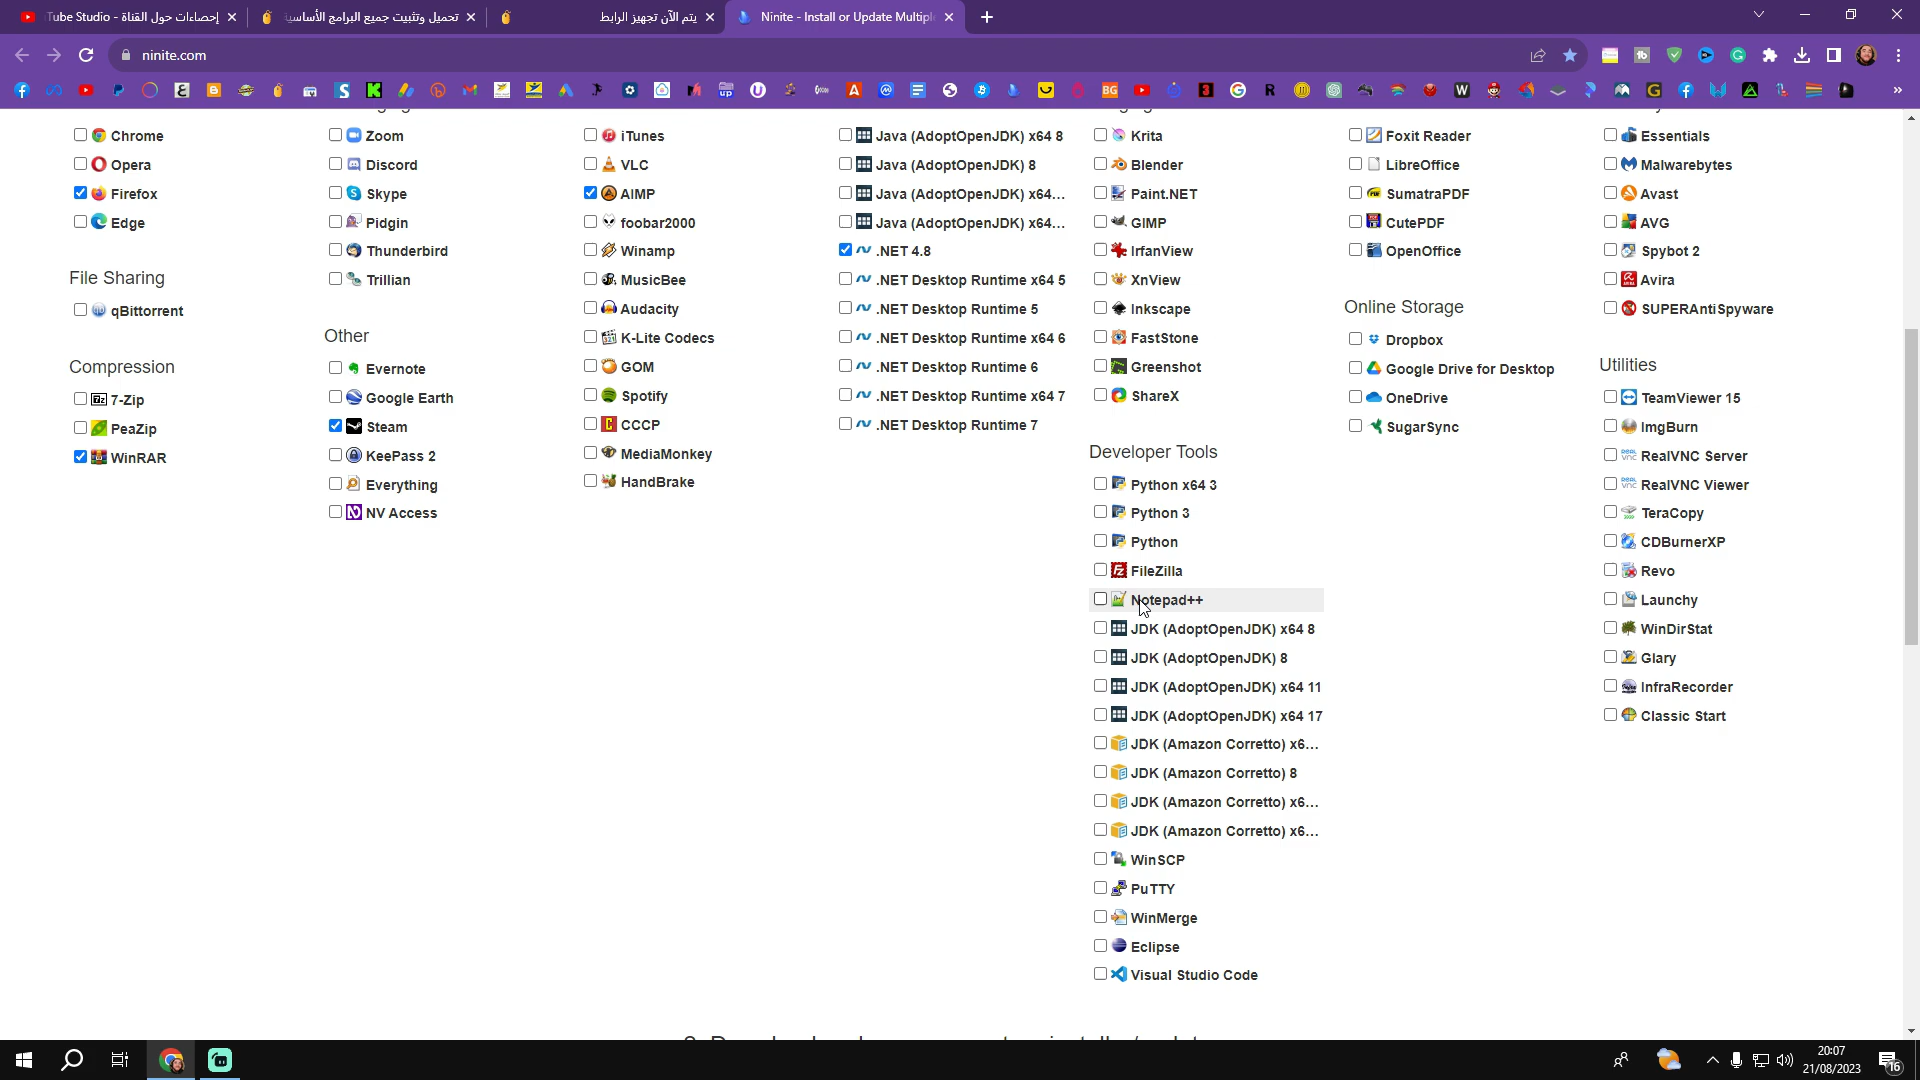 Tube Studio - إحصاءات حول القناة
تحميل وتثبيت جميع البرامج الأساسية
يتم الآن تجهيز الرابط
Ninite - Install or Update Multiple
ninite.com
Chrome
Opera
Firefox
Edge
File Sharing
qBittorrent
Compression
7-Zip
PeaZip
WinRAR
Zoom
Discord
Skype
Pidgin
Thunderbird
Trillian
Other
Evernote
Google Earth
Steam
KeePass 2
Everything
NV Access
iTunes
VLC
AIMP
foobar2000
Winamp
MusicBee
Audacity
K-Lite Codecs
GOM
Spotify
CCCP
MediaMonkey
HandBrake
Java (AdoptOpenJDK) x64 8
Java (AdoptOpenJDK) 8
Java (AdoptOpenJDK) x64...
Java (AdoptOpenJDK) x64...
.NET 4.8
.NET Desktop Runtime x64 5
.NET Desktop Runtime 5
.NET Desktop Runtime x64 6
.NET Desktop Runtime 6
.NET Desktop Runtime x64 7
.NET Desktop Runtime 7
Krita
Blender
Paint.NET
GIMP
IrfanView
XnView
Inkscape
FastStone
Greenshot
ShareX
Developer Tools
Python x64 3
Python 3
Python
FileZilla
Notepad++
JDK (AdoptOpenJDK) x64 8
JDK (AdoptOpenJDK) 8
JDK (AdoptOpenJDK) x64 11
JDK (AdoptOpenJDK) x64 17
JDK (Amazon Corretto) x6...
JDK (Amazon Corretto) 8
JDK (Amazon Corretto) x6...
JDK (Amazon Corretto) x6...
WinSCP
PuTTY
WinMerge
Eclipse
Visual Studio Code
Foxit Reader
LibreOffice
SumatraPDF
CutePDF
OpenOffice
Online Storage
Dropbox
Google Drive for Desktop
OneDrive
SugarSync
Essentials
Malwarebytes
Avast
AVG
Spybot 2
Avira
SUPERAntiSpyware
Utilities
TeamViewer 15
ImgBurn
RealVNC Server
RealVNC Viewer
TeraCopy
CDBurnerXP
Revo
Launchy
WinDirStat
Glary
InfraRecorder
Classic Start
20:07
21/08/2023
16